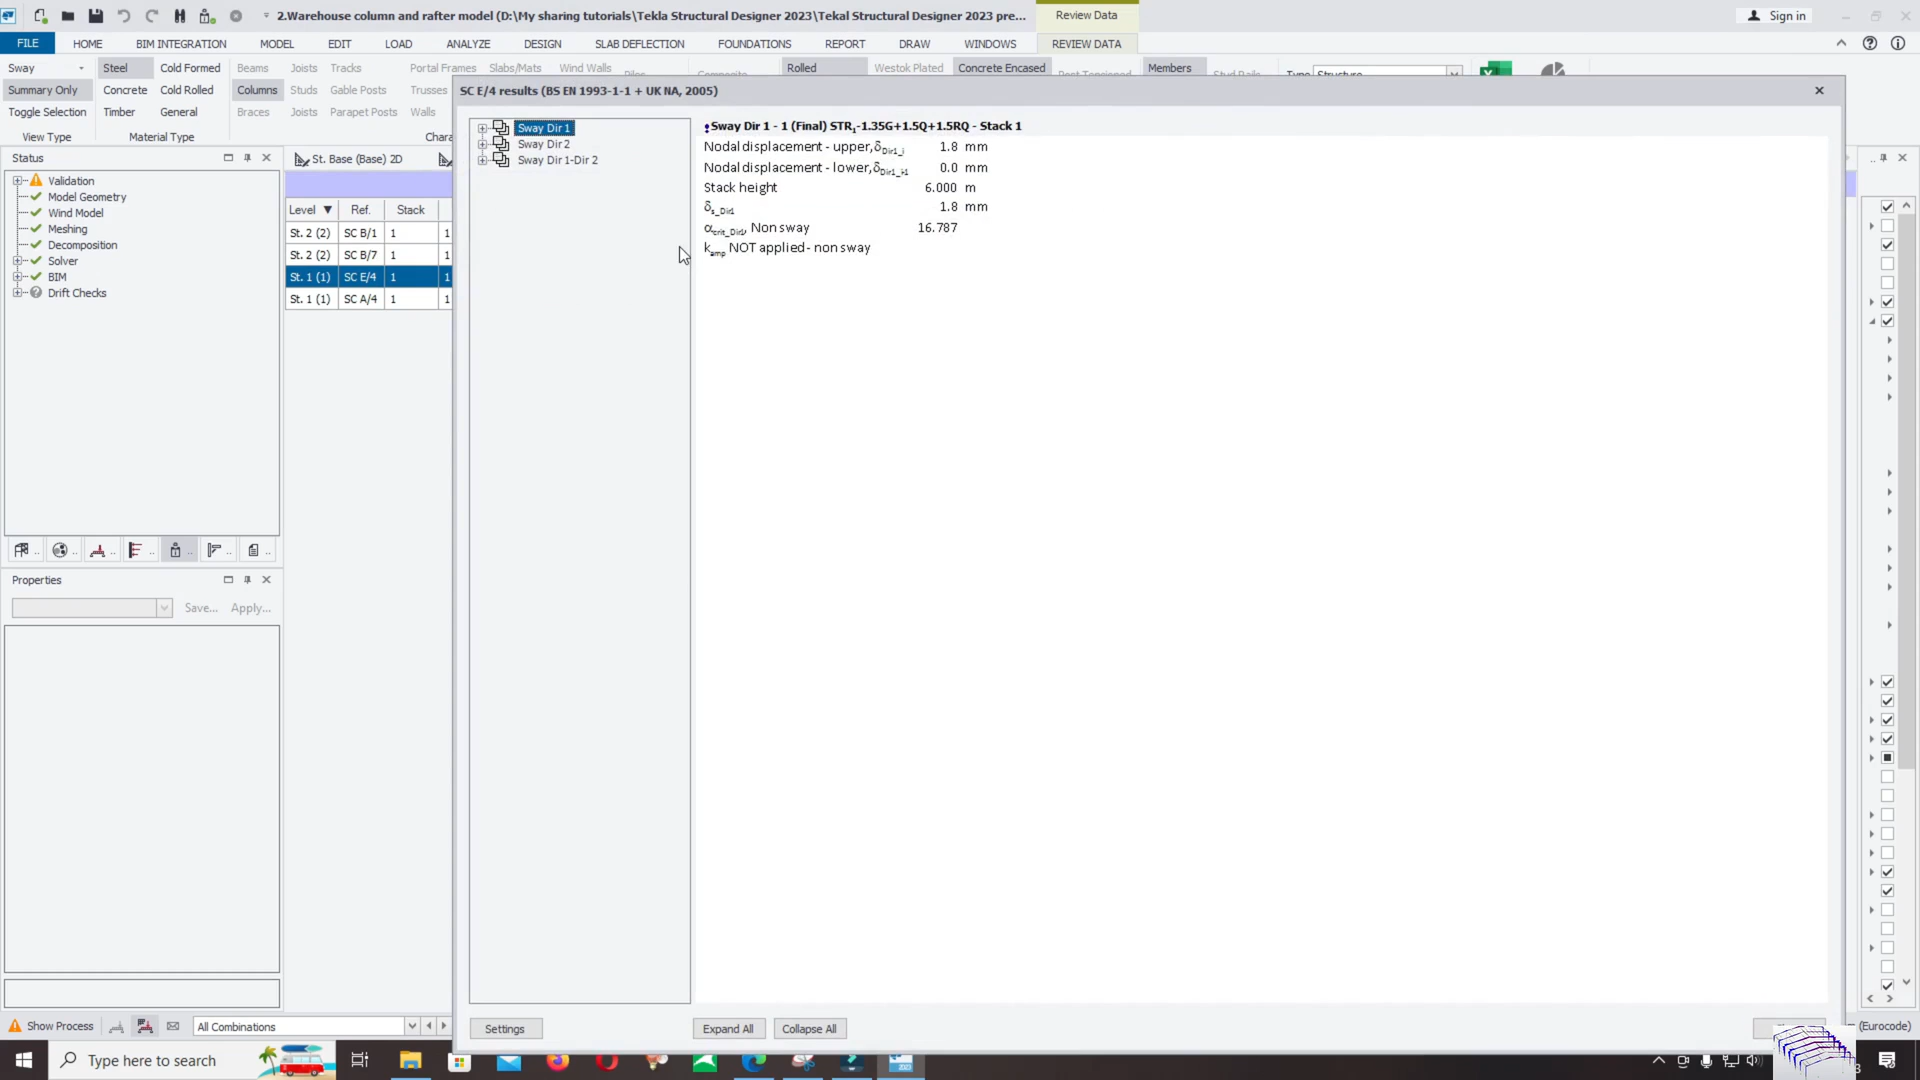 2.Warehouse column and rafter model (D:\My sharing tutorials\Tekla Structural Designer 2023\Tekal Structural Designer 2023 pre...
Review Data
Sign in
FILE
HOME
BIM INTEGRATION
MODEL
EDIT
LOAD
ANALYZE
DESIGN
SLAB DEFLECTION
FOUNDATIONS
REPORT
DRAW
WINDOWS
REVIEW DATA
Sway
Steel
Cold Formed
Beams
Joists
Tracks
Portal Frames
Slabs/Mats
Wind Walls
Rolled
Westok Plated
Concrete Encased
Members
Summary Only
Concrete
Cold Rolled
Columns
Studs
Gable Posts
Trusses
Toggle Selection
Timber
General
Braces
Joists
Parapet Posts
Walls
View Type
Material Type
SC E/4 results (BS EN 1993-1-1 + UK NA, 2005)
Status
Validation
Model Geometry
Wind Model
Meshing
Decomposition
Solver
BIM
Drift Checks
St. Base (Base) 2D
Level Ref. Stack
St. 2 (2) SC B/1 1 1
St. 2 (2) SC B/7 1 1
St. 1 (1) SC E/4 1 1
St. 1 (1) SC A/4 1 1
Sway Dir 1
Sway Dir 2
Sway Dir 1-Dir 2
Sway Dir 1 - 1 (Final) STR1-1.35G+1.5Q+1.5RQ - Stack 1
Nodal displacement - upper,δDir1_i 1.8 mm
Nodal displacement - lower,δDir1_i-1 0.0 mm
Stack height 6.000 m
δs_Dir1 1.8 mm
αcrit_Dir1, Non sway 16.787
kamp NOT applied - non sway
Properties
Save...
Apply...
Settings
Expand All
Collapse All
Show Process
All Combinations
(Eurocode)
Type here to search